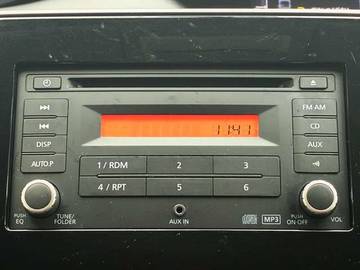 11:41
FM AM
CD
DISP
AUX
AUTO.P
1 / RDM 2 3
4 / RPT 5 6
PUSH EQ
TUNE/ FOLDER
AUX IN
MP3
PUSH ON OFF
VOL